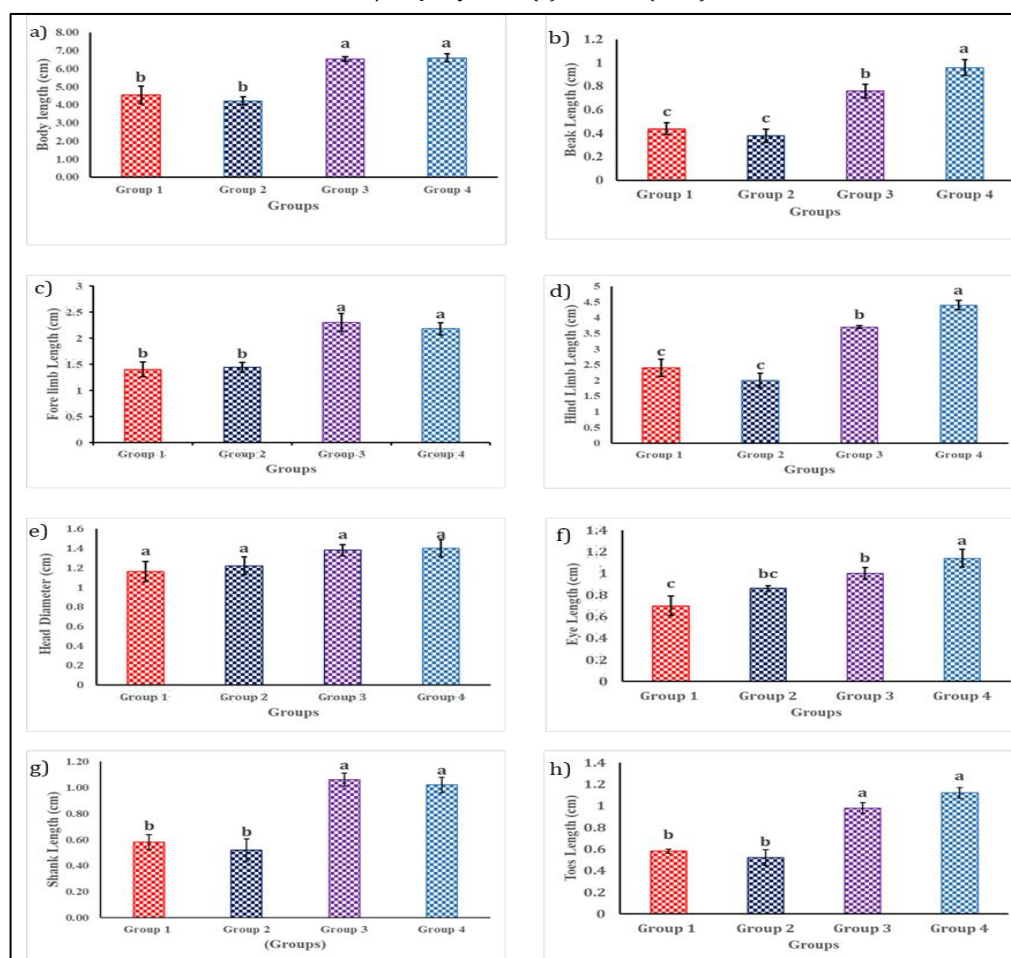 a)
Body length (cm)
8.00
7.00
6.00
5.00
4.00
3.00
2.00
1.00
0.00
b
b
a
a
Group 1
Group 2
Group 3
Group 4
Groups
b)
Beak Length (cm)
1.2
1
0.8
0.6
0.4
0.2
0
c
c
b
a
Group 1
Group 2
Group 3
Group 4
Groups
c)
Fore limb Length (cm)
3
2.5
2
1.5
1
0.5
0
b
b
a
a
Group 1
Group 2
Group 3
Group 4
Groups
d)
Hind Limb Length (cm)
5
4.5
4
3.5
3
2.5
2
1.5
1
0.5
0
c
c
b
a
Group 1
Group 2
Group 3
Group 4
Groups
e)
Head Diameter (cm)
1.6
1.4
1.2
1
0.8
0.6
0.4
0.2
0
a
a
a
a
Group 1
Group 2
Group 3
Group 4
Groups
f)
Eye Length (cm)
1.4
1.2
1
0.8
0.6
0.4
0.2
0
c
bc
b
a
Group 1
Group 2
Group 3
Group 4
Groups
g)
Shank Length (cm)
1.20
1.00
0.80
0.60
0.40
0.20
0.00
b
b
a
a
Group 1
Group 2
Group 3
Group 4
(Groups)
h)
Toes Length (cm)
1.4
1.2
1
0.8
0.6
0.4
0.2
0
b
b
a
a
Group 1
Group 2
Group 3
Group 4
Groups